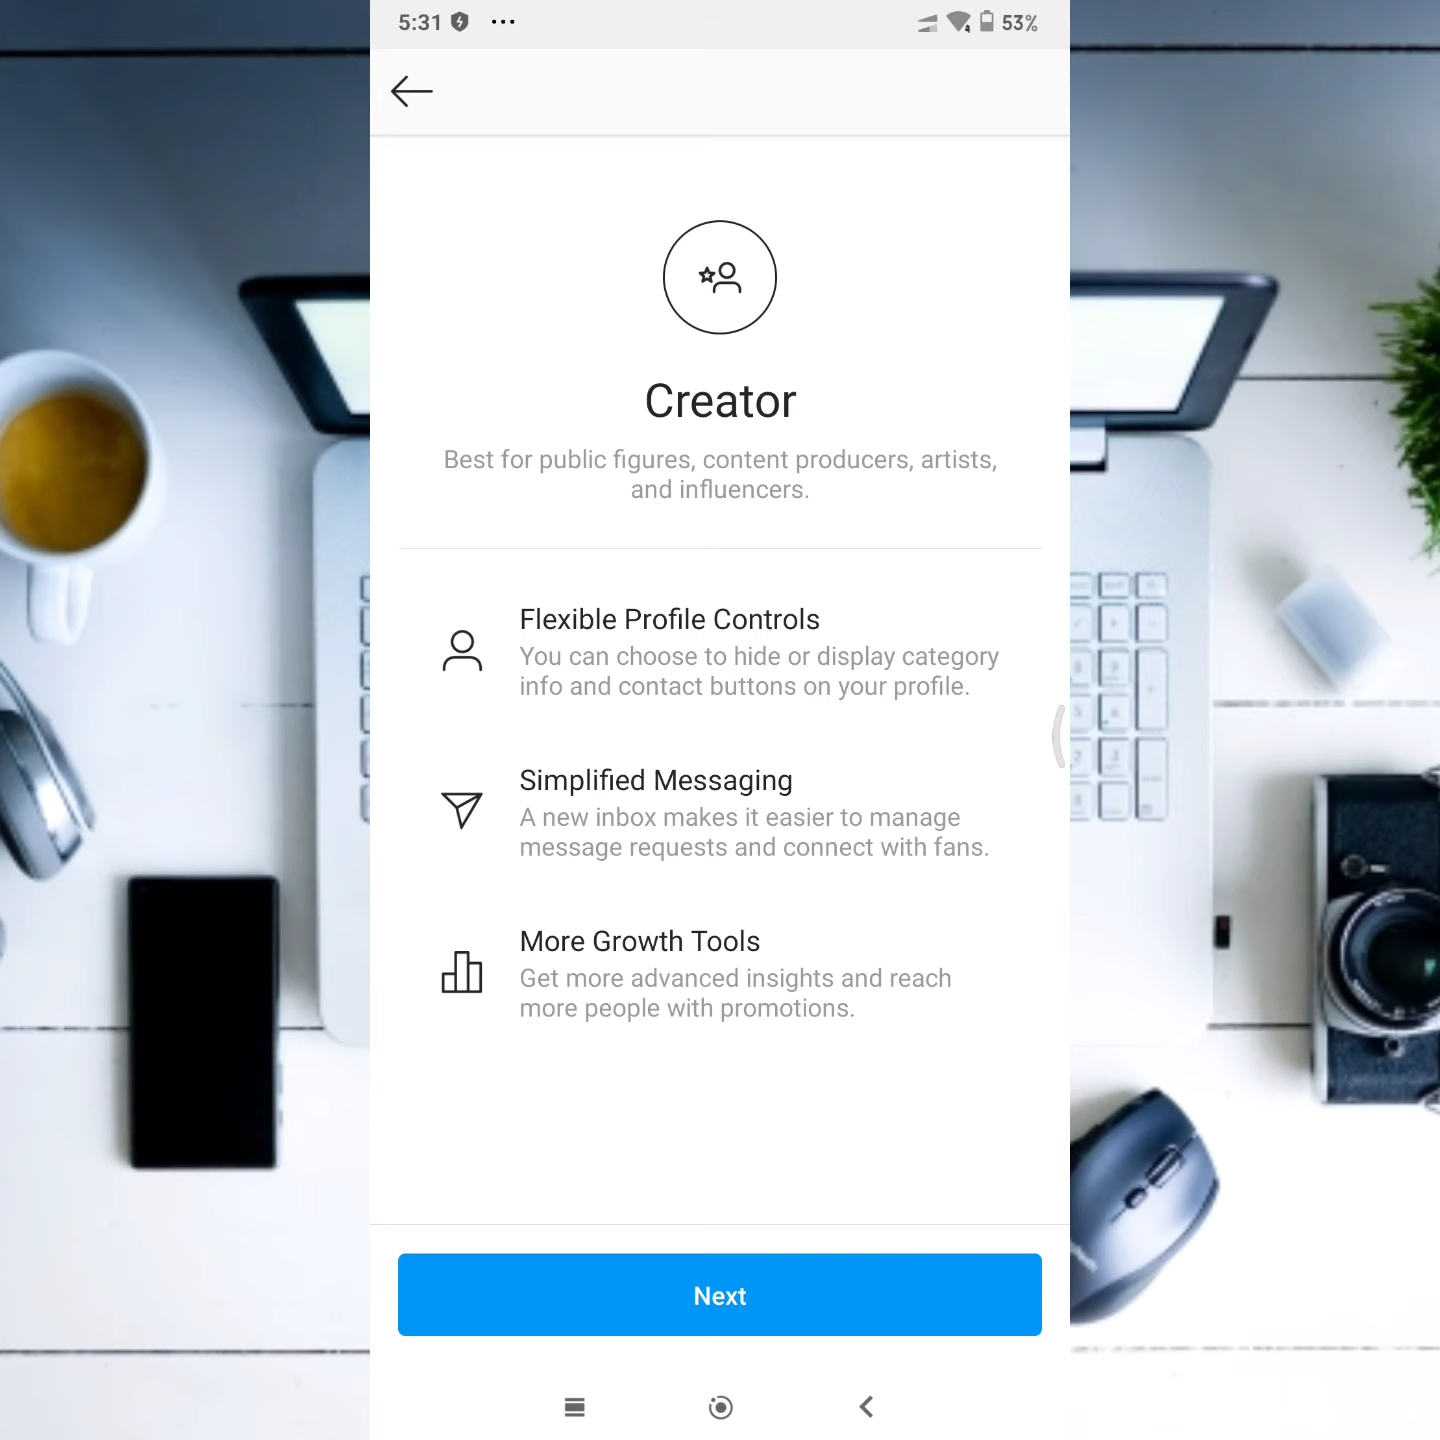 5:31 ... 53%
Creator
Best for public figures, content producers, artists,
and influencers.
Flexible Profile Controls
You can choose to hide or display category
info and contact buttons on your profile.
Simplified Messaging
A new inbox makes it easier to manage
message requests and connect with fans.
More Growth Tools
Get more advanced insights and reach
more people with promotions.
Next